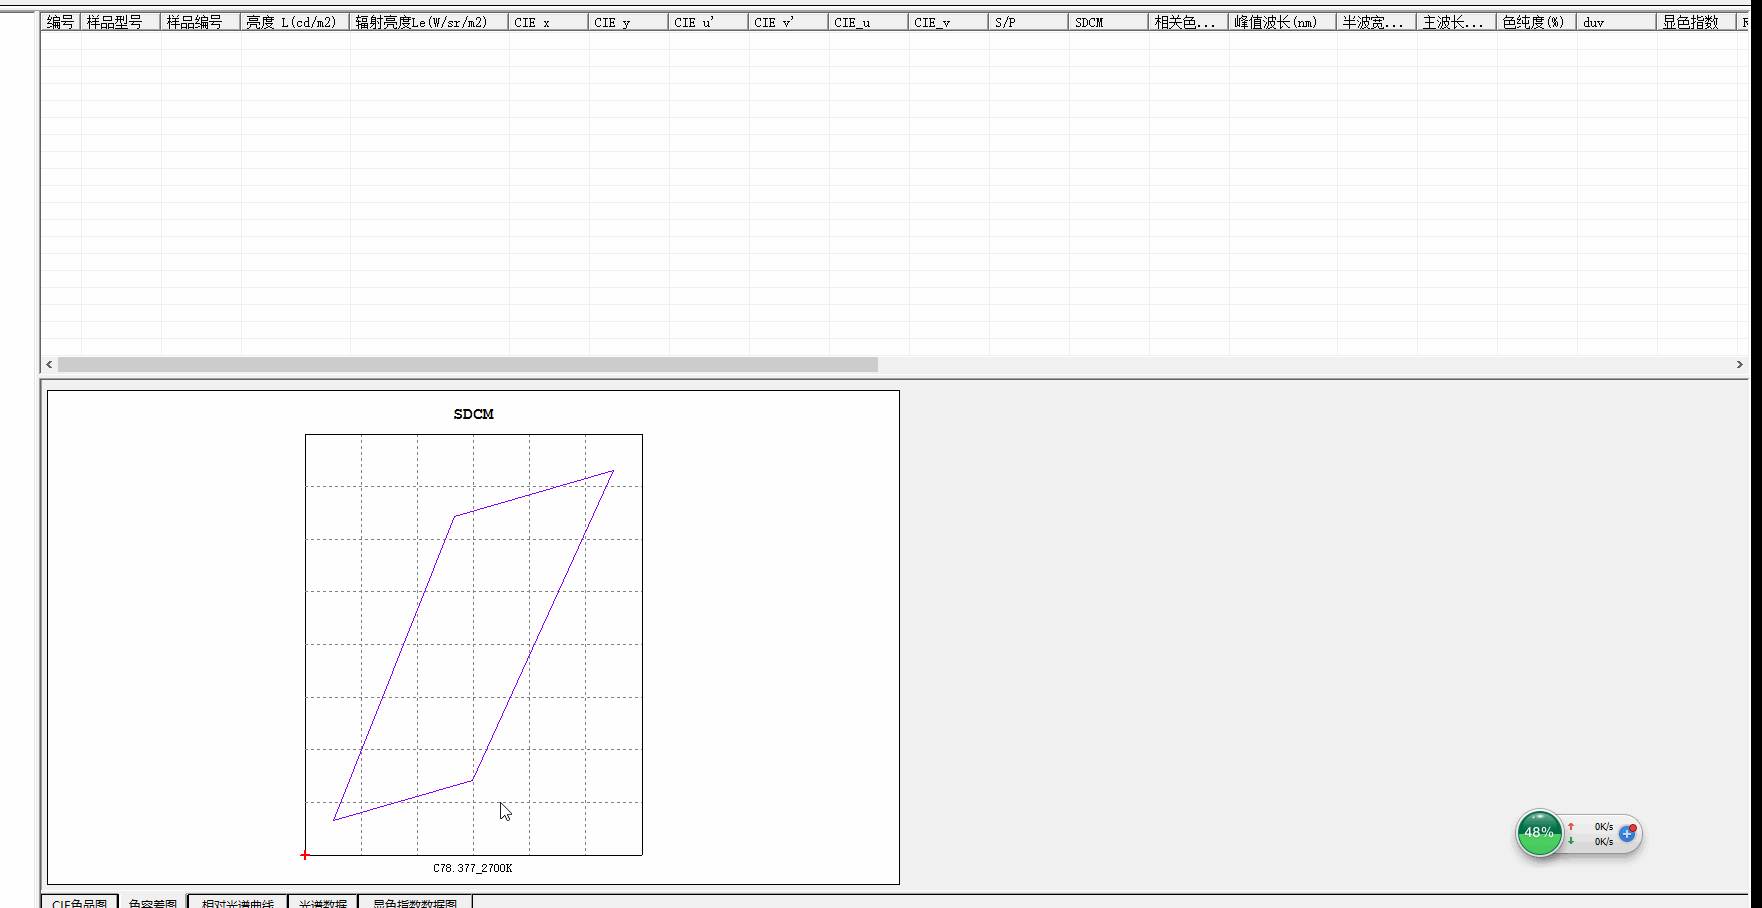 编号 样品型号 样品编号 亮度 L(cd/m2) 辐射亮度Le(W/sr/m2) CIE x CIE y CIE u' CIE v' CIE_u CIE_v S/P SDCM 相关色... 峰值波长(nm) 半波宽... 主波长... 色纯度(%) duv 显色指数
SDCM
C78.377_2700K
48%
0K/s
0K/s
CIE色品图 色容差图 相对光谱曲线 光谱数据 显色指数数据图